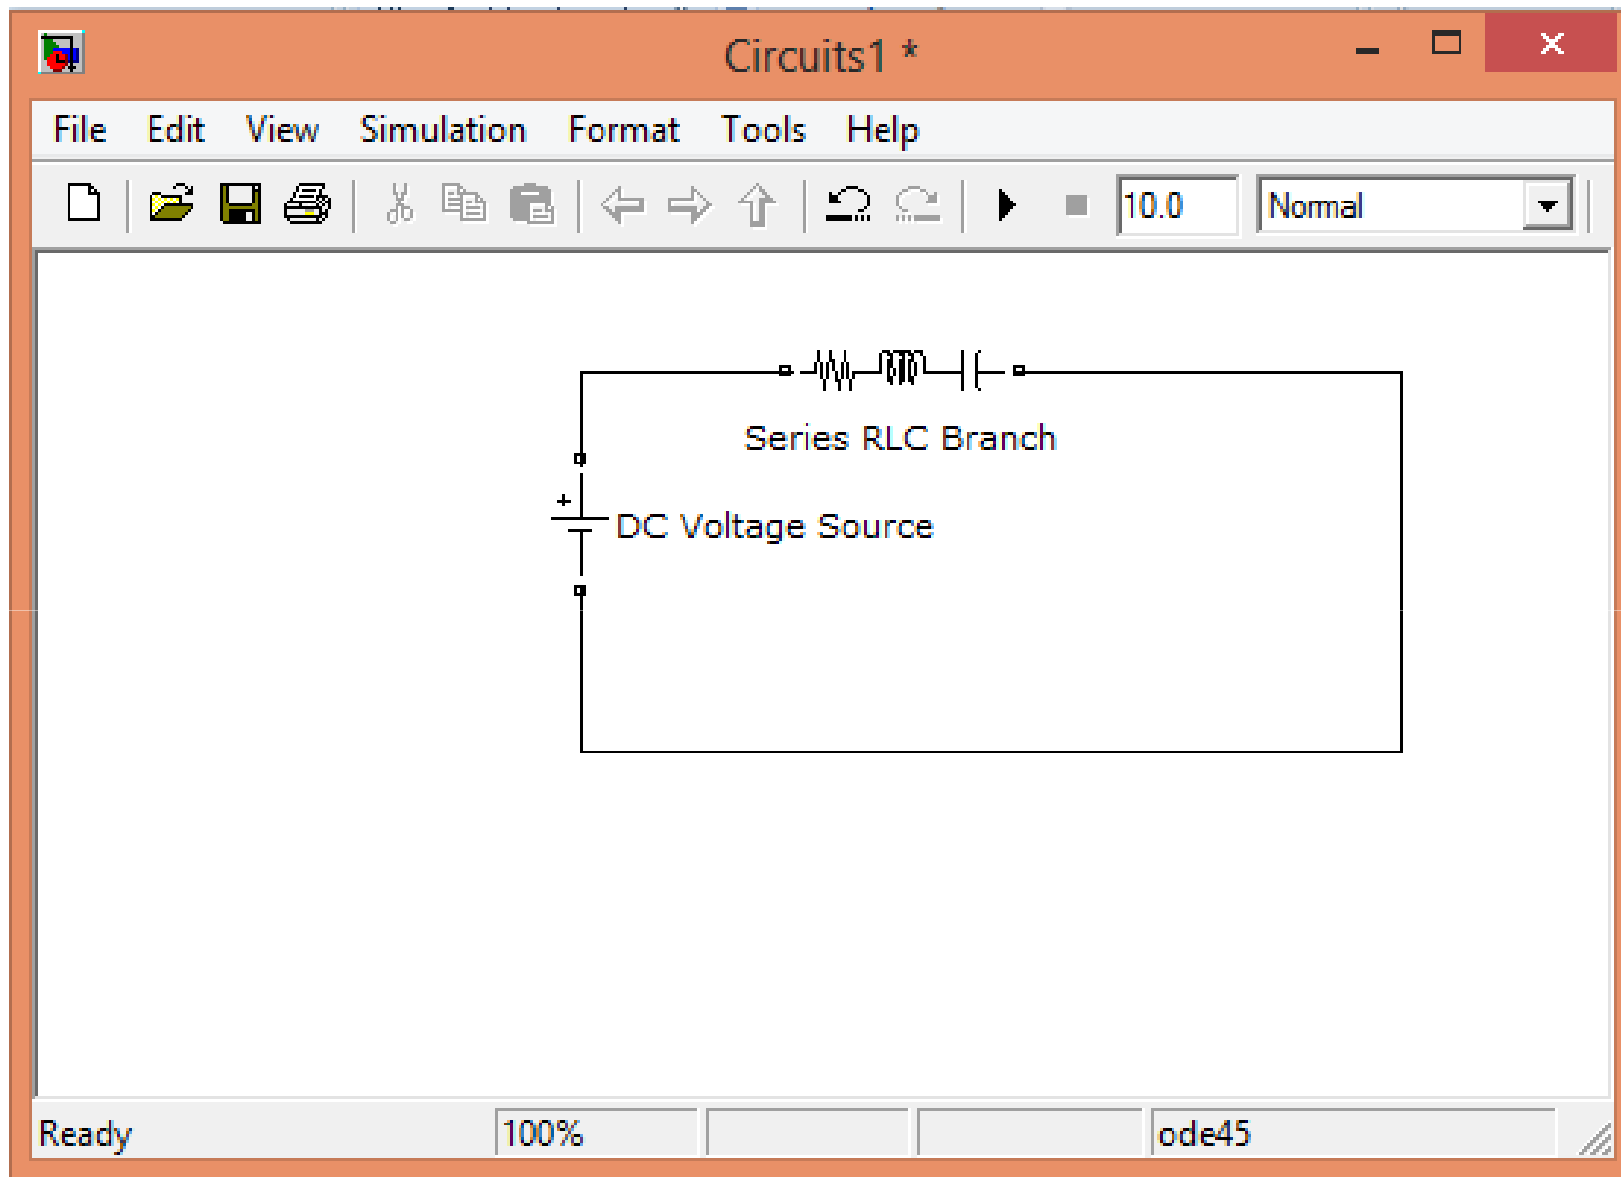 Circuits1 *
File Edit View Simulation Format Tools Help
10.0 Normal
Series RLC Branch
+
DC Voltage Source
Ready 100% ode45